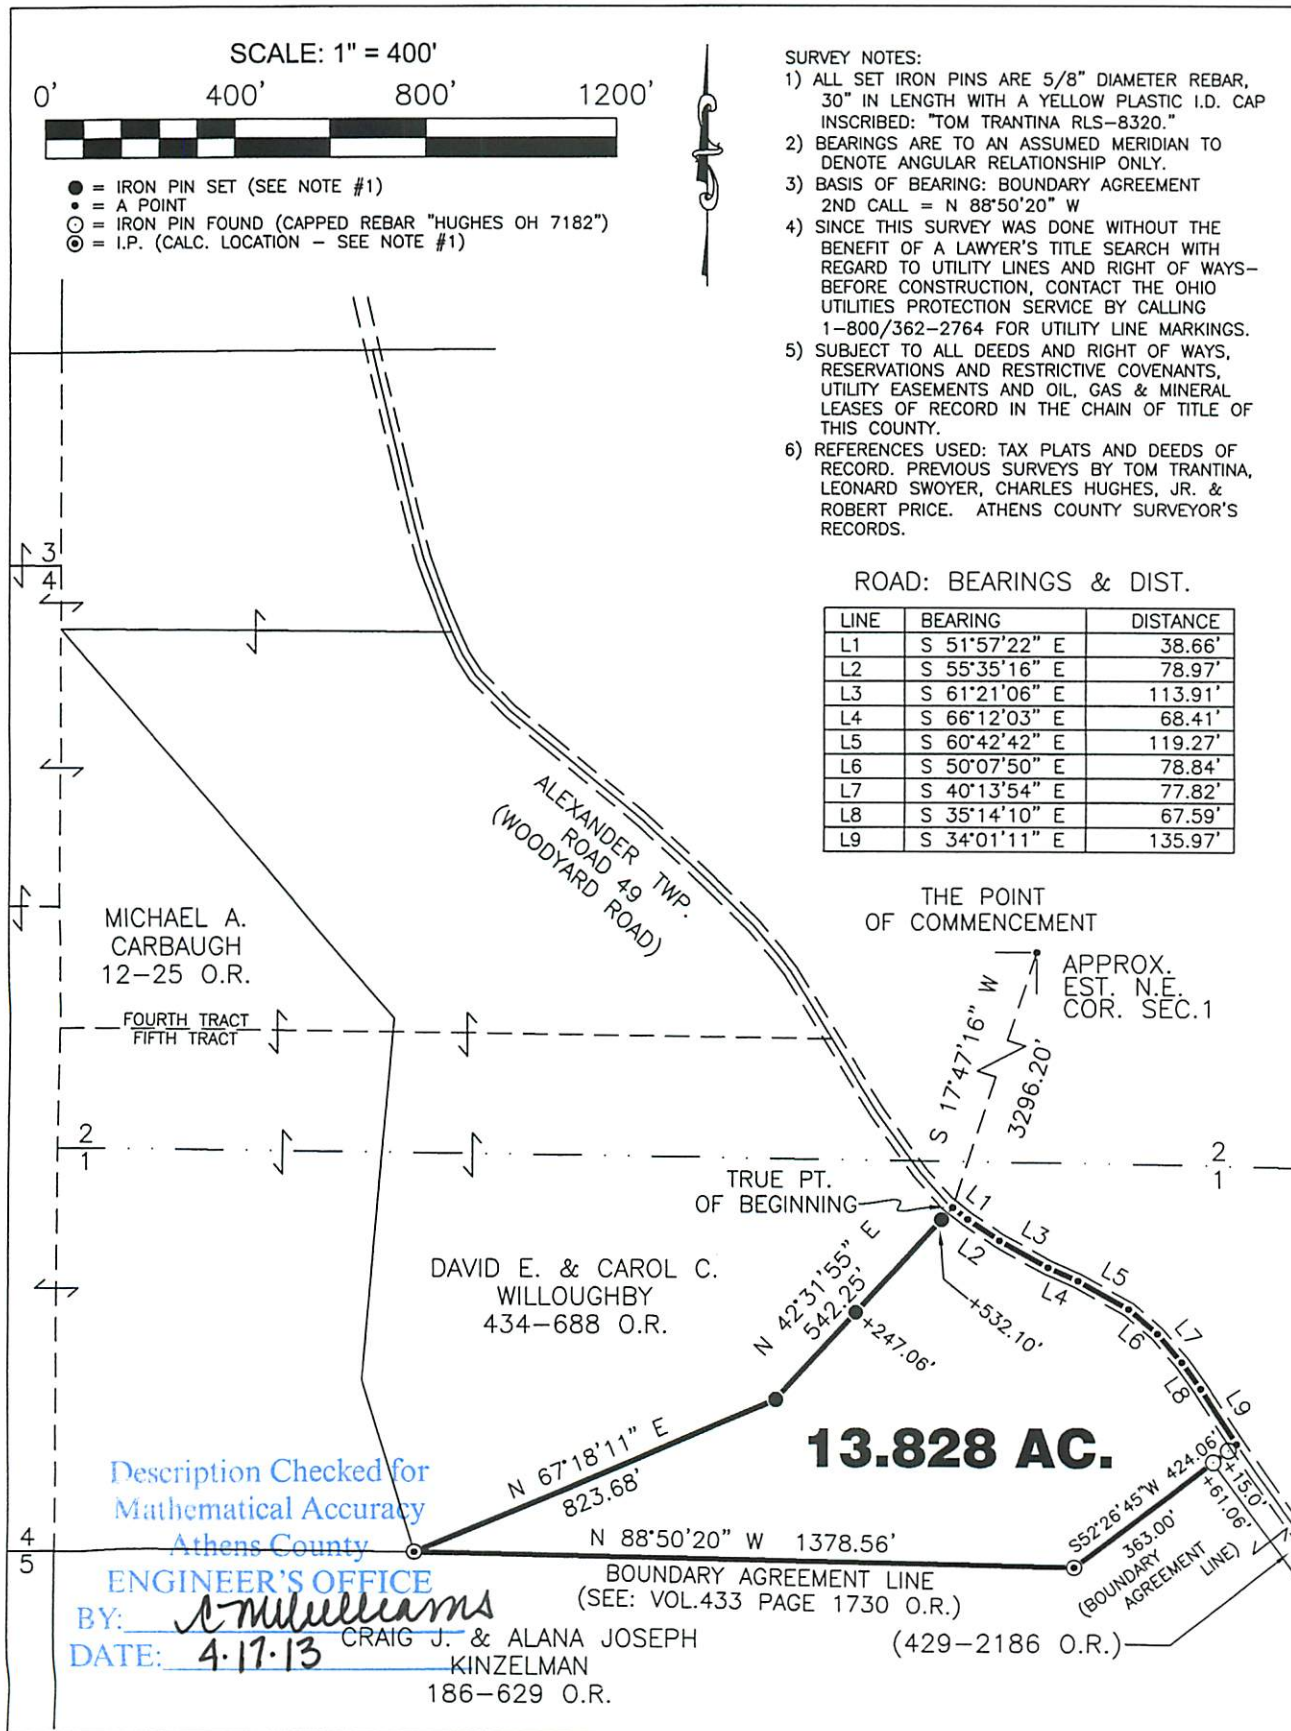 SCALE: 1" = 400'
0' 400' 800' 1200'
● = IRON PIN SET (SEE NOTE #1)
• = A POINT
⊙ = IRON PIN FOUND (CAPPED REBAR "HUGHES OH 7182")
◉ = I.P. (CALC. LOCATION – SEE NOTE #1)
SURVEY NOTES:
1) ALL SET IRON PINS ARE 5/8" DIAMETER REBAR,
30" IN LENGTH WITH A YELLOW PLASTIC I.D. CAP
INSCRIBED: "TOM TRANTINA RLS–8320."
2) BEARINGS ARE TO AN ASSUMED MERIDIAN TO
DENOTE ANGULAR RELATIONSHIP ONLY.
3) BASIS OF BEARING: BOUNDARY AGREEMENT
2ND CALL = N 88°50'20" W
4) SINCE THIS SURVEY WAS DONE WITHOUT THE
BENEFIT OF A LAWYER'S TITLE SEARCH WITH
REGARD TO UTILITY LINES AND RIGHT OF WAYS–
BEFORE CONSTRUCTION, CONTACT THE OHIO
UTILITIES PROTECTION SERVICE BY CALLING
1–800/362–2764 FOR UTILITY LINE MARKINGS.
5) SUBJECT TO ALL DEEDS AND RIGHT OF WAYS,
RESERVATIONS AND RESTRICTIVE COVENANTS,
UTILITY EASEMENTS AND OIL, GAS & MINERAL
LEASES OF RECORD IN THE CHAIN OF TITLE OF
THIS COUNTY.
6) REFERENCES USED: TAX PLATS AND DEEDS OF
RECORD. PREVIOUS SURVEYS BY TOM TRANTINA,
LEONARD SWOYER, CHARLES HUGHES, JR. &
ROBERT PRICE. ATHENS COUNTY SURVEYOR'S
RECORDS.
ROAD: BEARINGS & DIST.
LINE BEARING DISTANCE
L1 S 51°57'22" E 38.66'
L2 S 55°35'16" E 78.97'
L3 S 61°21'06" E 113.91'
L4 S 66°12'03" E 68.41'
L5 S 60°42'42" E 119.27'
L6 S 50°07'50" E 78.84'
L7 S 40°13'54" E 77.82'
L8 S 35°14'10" E 67.59'
L9 S 34°01'11" E 135.97'
3
4
ALEXANDER TWP.
ROAD 49
(WOODYARD ROAD)
MICHAEL A.
CARBAUGH
12–25 O.R.
THE POINT
OF COMMENCEMENT
APPROX.
EST. N.E.
COR. SEC.1
S 17°47'16" W
3296.20'
FOURTH TRACT
FIFTH TRACT
2
1
2
1
TRUE PT.
OF BEGINNING
L1
L2
L3
L4
L5
L6
L7
L8
L9
DAVID E. & CAROL C.
WILLOUGHBY
434–688 O.R.
N 42°31'55" E
542.25'
+532.10'
+247.06'
13.828 AC.
N 67°18'11" E
823.68'
S52°26'45"W 424.06'
363.00'
+15.0'
+61.06'
(BOUNDARY
AGREEMENT
LINE)
N 88°50'20" W 1378.56'
BOUNDARY AGREEMENT LINE
(SEE: VOL.433 PAGE 1730 O.R.)
(429–2186 O.R.)
4
5
Description Checked for
Mathematical Accuracy
Athens County
ENGINEER'S OFFICE
BY: C McWilliams
DATE: 4·17·13
CRAIG J. & ALANA JOSEPH
KINZELMAN
186–629 O.R.